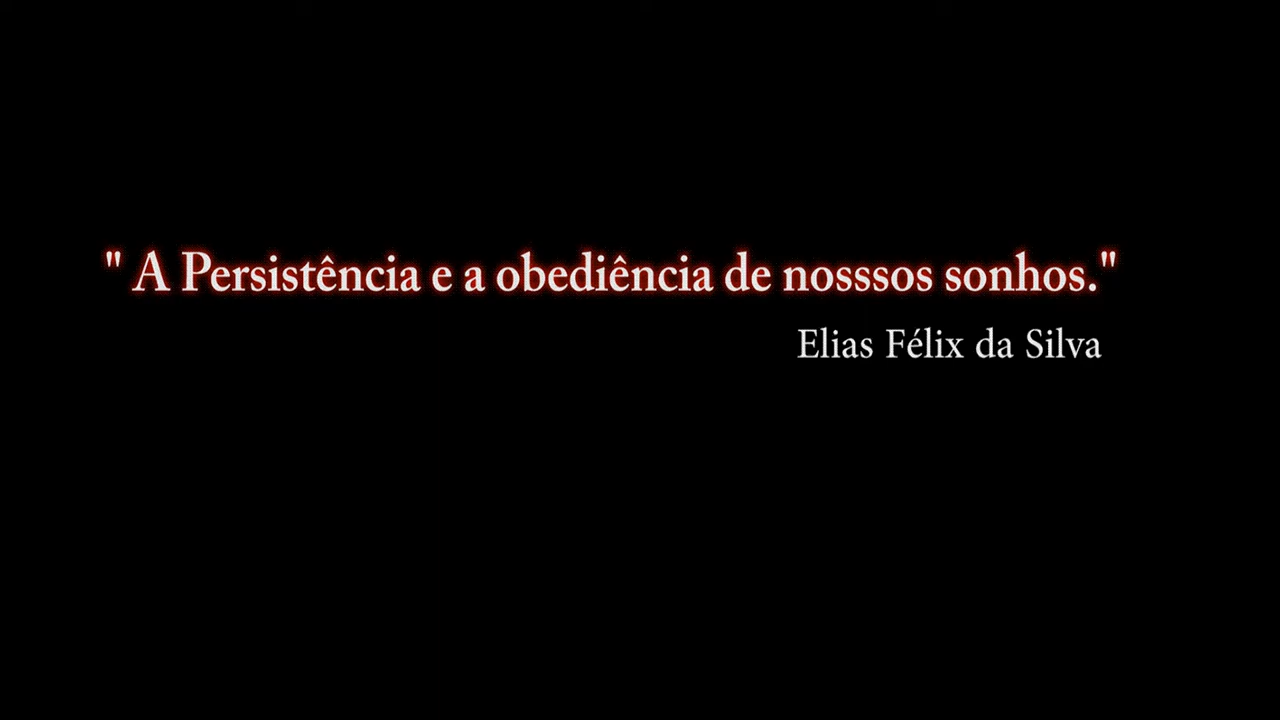 " A Persistência e a obediência de nosssos sonhos."
Elias Félix da Silva